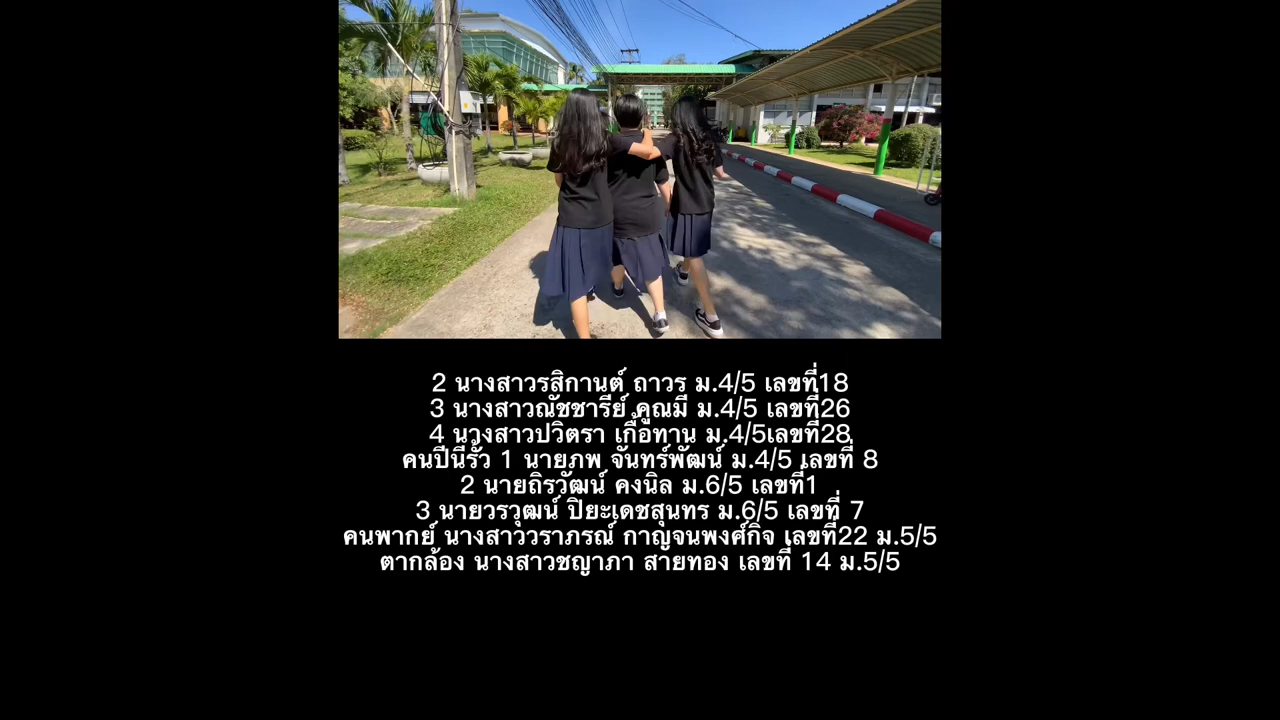 2 นางสาวรสิกานต์ ถาวร ม.4/5 เลขที่18
3 นางสาวณัชชารีย์ คูณมี ม.4/5 เลขที่26
4 นางสาวปวิตรา เกื้อทาน ม.4/5เลขที่28
คนปีนรั้ว 1 นายภพ จันทร์พัฒน์ ม.4/5 เลขที่ 8
2 นายถิรวัฒน์ คงนิล ม.6/5 เลขที่1
3 นายวรวุฒน์ ปิยะเดชสุนทร ม.6/5 เลขที่ 7
คนพากย์ นางสาววราภรณ์ กาญจนพงศ์กิจ เลขที่22 ม.5/5
ตากล้อง นางสาวชญาภา สายทอง เลขที่ 14 ม.5/5